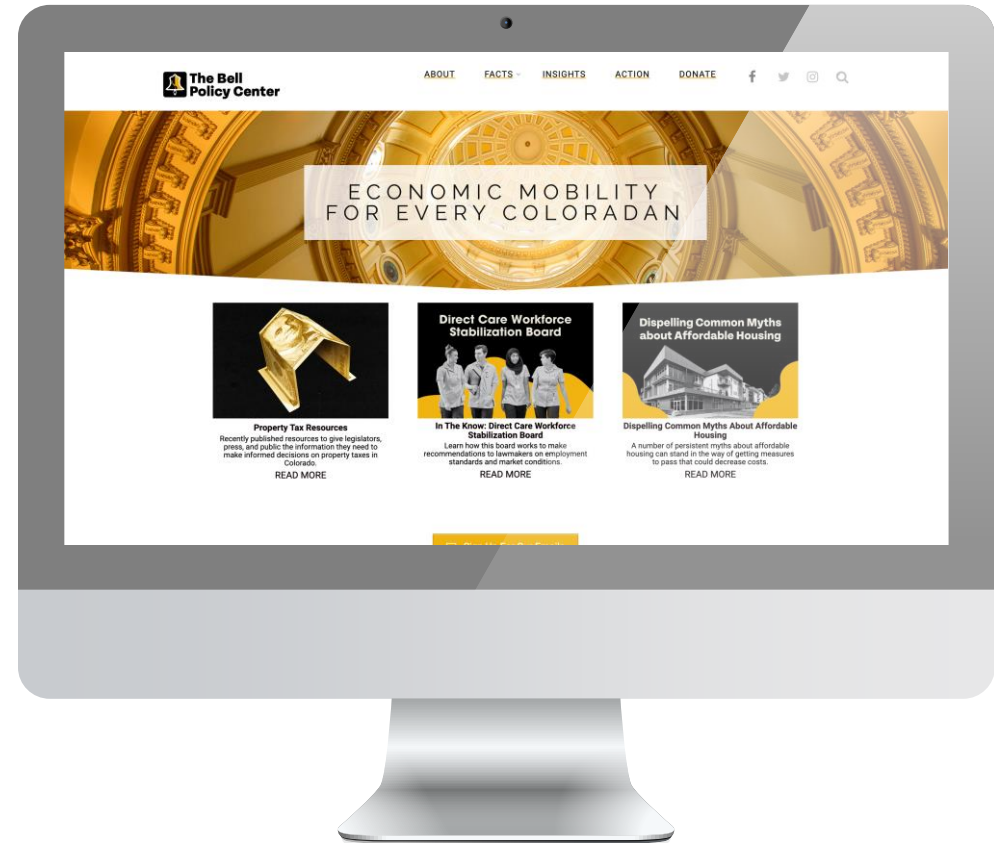 The Bell
Policy Center
ABOUT
FACTS
INSIGHTS
ACTION
DONATE
ECONOMIC MOBILITY
FOR EVERY COLORADAN
Direct Care Workforce
Stabilization Board
Dispelling Common Myths
about Affordable Housing
Property Tax Resources
Recently published resources to give legislators,
press, and public the information they need to
make informed decisions on property taxes in
Colorado.
READ MORE
In The Know: Direct Care Workforce
Stabilization Board
Learn how this board works to make
recommendations to lawmakers on employment
standards and market conditions.
READ MORE
Dispelling Common Myths About Affordable
Housing
A number of persistent myths about affordable
housing can stand in the way of getting measures
to pass that could decrease costs.
READ MORE